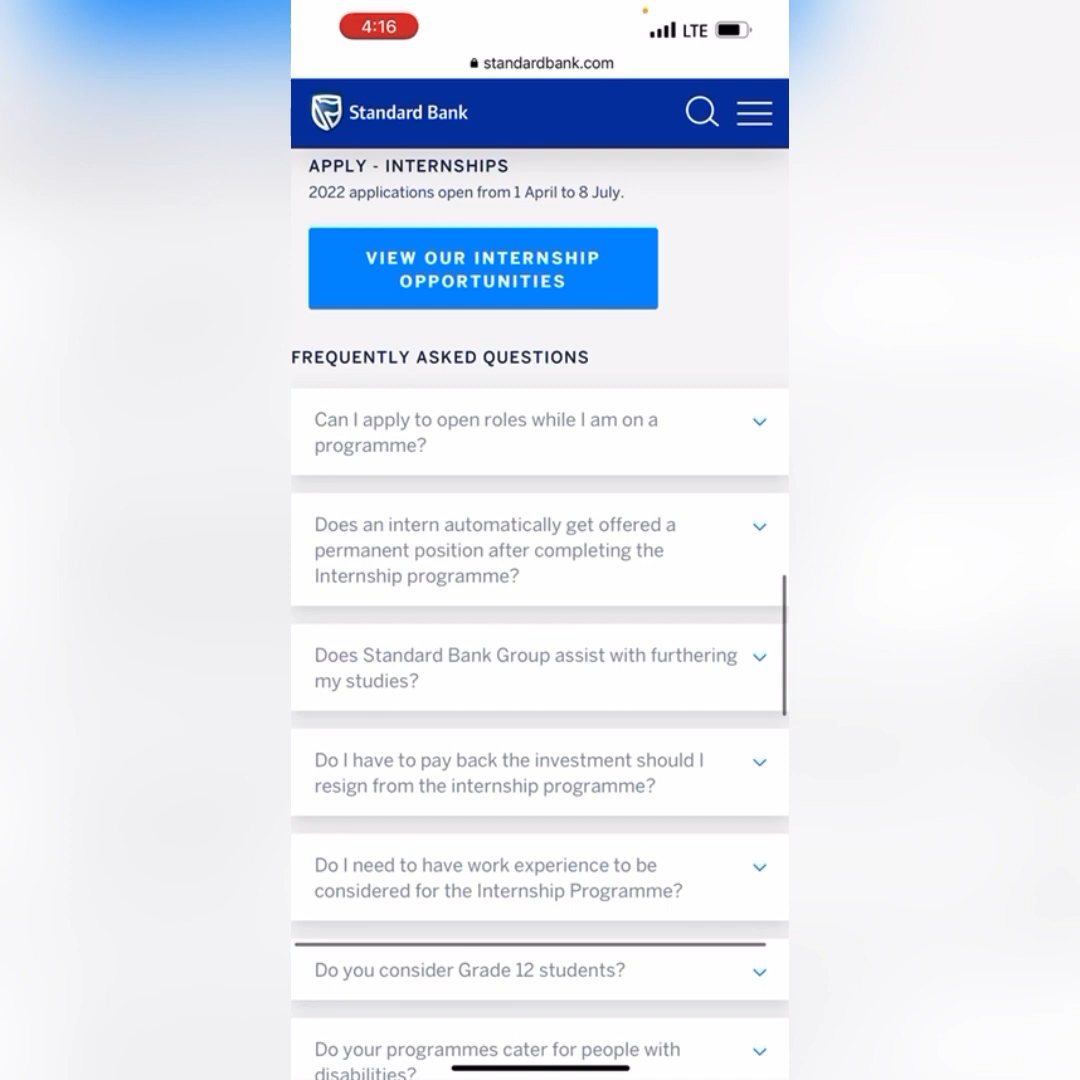 4:16
LTE
standardbank.com
Standard Bank
APPLY - INTERNSHIPS
2022 applications open from 1 April to 8 July.
VIEW OUR INTERNSHIP
OPPORTUNITIES
FREQUENTLY ASKED QUESTIONS
Can I apply to open roles while I am on a
programme?
Does an intern automatically get offered a
permanent position after completing the
Internship programme?
Does Standard Bank Group assist with furthering
my studies?
Do I have to pay back the investment should I
resign from the internship programme?
Do I need to have work experience to be
considered for the Internship Programme?
Do you consider Grade 12 students?
Do your programmes cater for people with
disabilities?